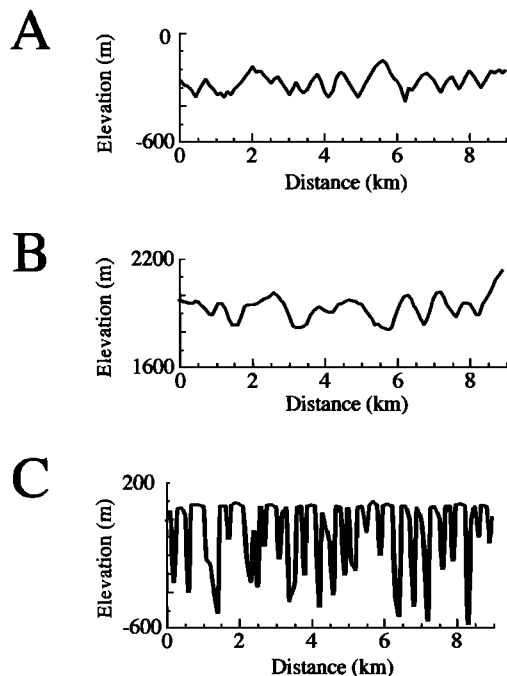 A
0
Elevation (m)
-600
0 2 4 6 8
Distance (km)
B
2200
Elevation (m)
1600
0 2 4 6 8
Distance (km)
C
200
Elevation (m)
-600
0 2 4 6 8
Distance (km)